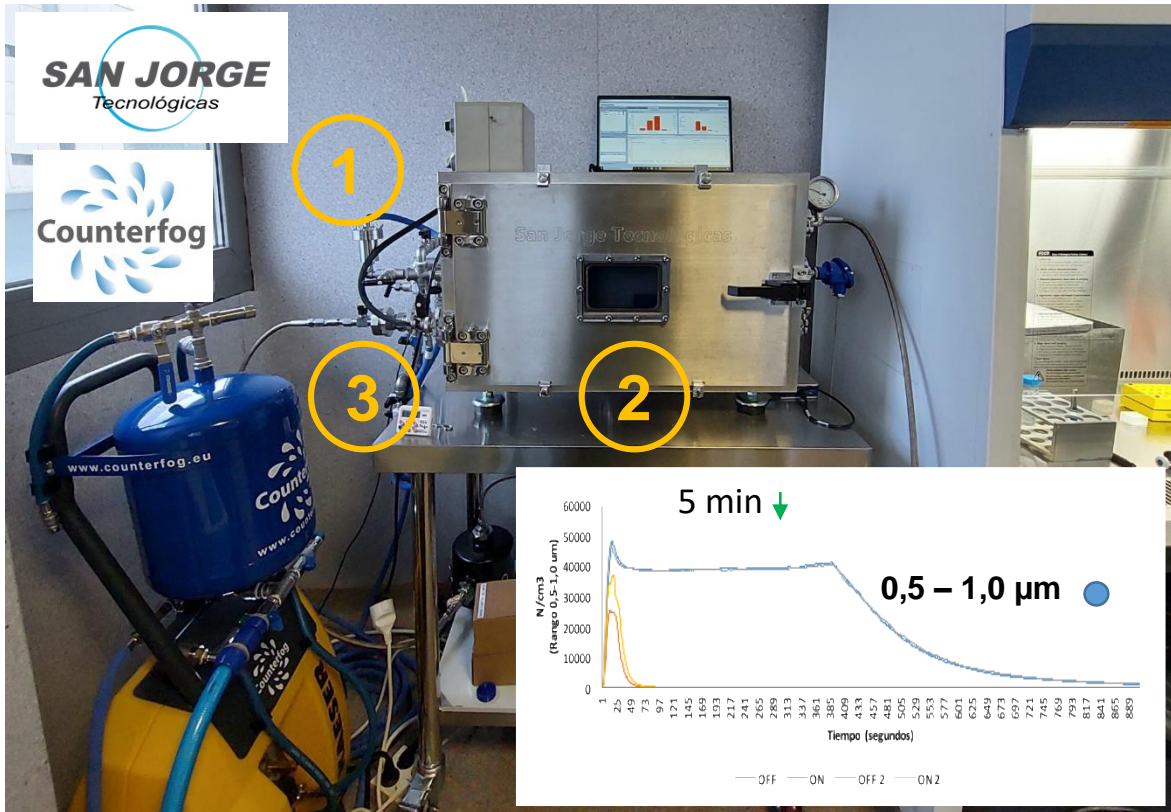 SAN JORGE
Tecnológicas
1
Counterfog
San Jorge Tecnológicas
3
2
www.counterfog.eu
Counte
www.c
Counterfog
KAESER
5 min
60000
50000
40000
30000
20000
10000
0
N/cm3
(Rango 0,5-1,0 um)
0,5 – 1,0 µm
1 25 49 73 97 121 145 169 193 217 241 265 289 313 337 361 385 409 433 457 481 505 529 553 577 601 625 649 673 697 721 745 769 793 817 841 865 889
Tiempo (segundos)
OFF ON OFF 2 ON 2